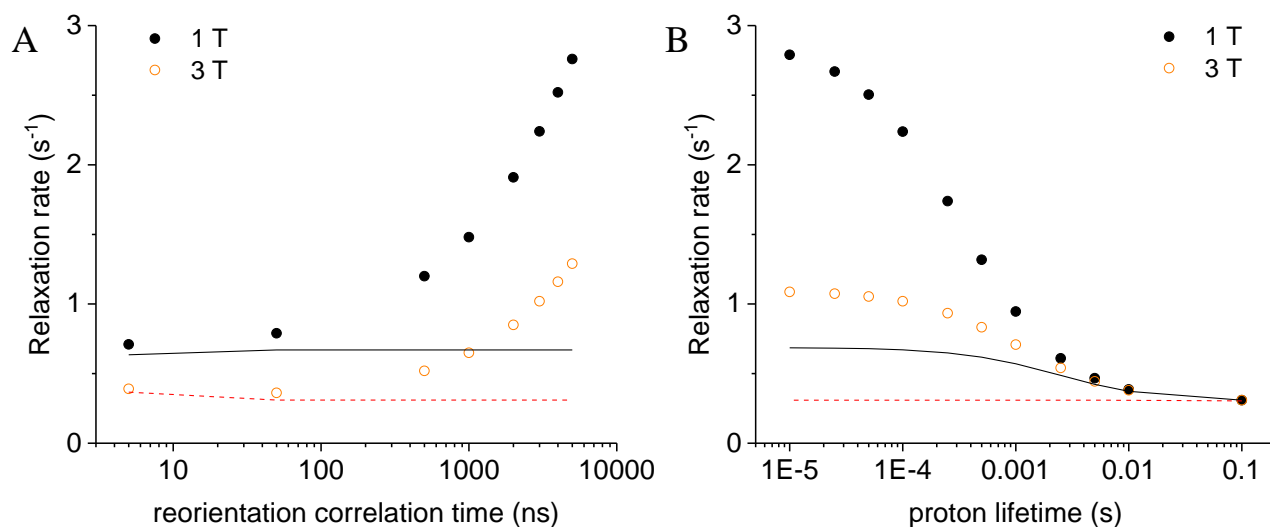 A
1 T
3 T
Relaxation rate (s⁻¹)
3
2
1
0
10
100
1000
10000
reorientation correlation time (ns)
B
1 T
3 T
Relaxation rate (s⁻¹)
3
2
1
0
1E-5
1E-4
0.001
0.01
0.1
proton lifetime (s)